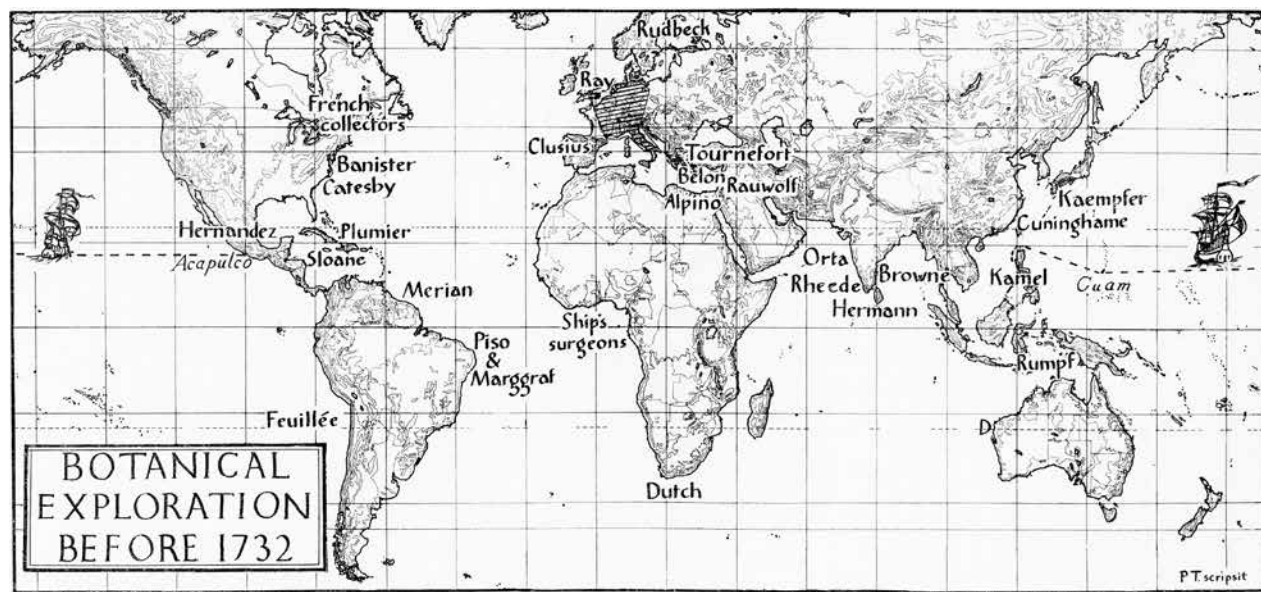 Rudbeck
Ray
French
collectors
Clusius
Tournefort
Banister
Belon
Catesby
Rauwolf
Alpino
Kaempfer
Cuninghame
Hernandez
Plumier
Acapulco
Sloane
Orta
Browne
Kamel
Rheede
Guam
Merian
Hermann
Ship's
surgeons
Piso
&
Marggraf
Rumpf
Feuillée
D
Dutch
BOTANICAL
EXPLORATION
BEFORE 1732
P T. scripsit